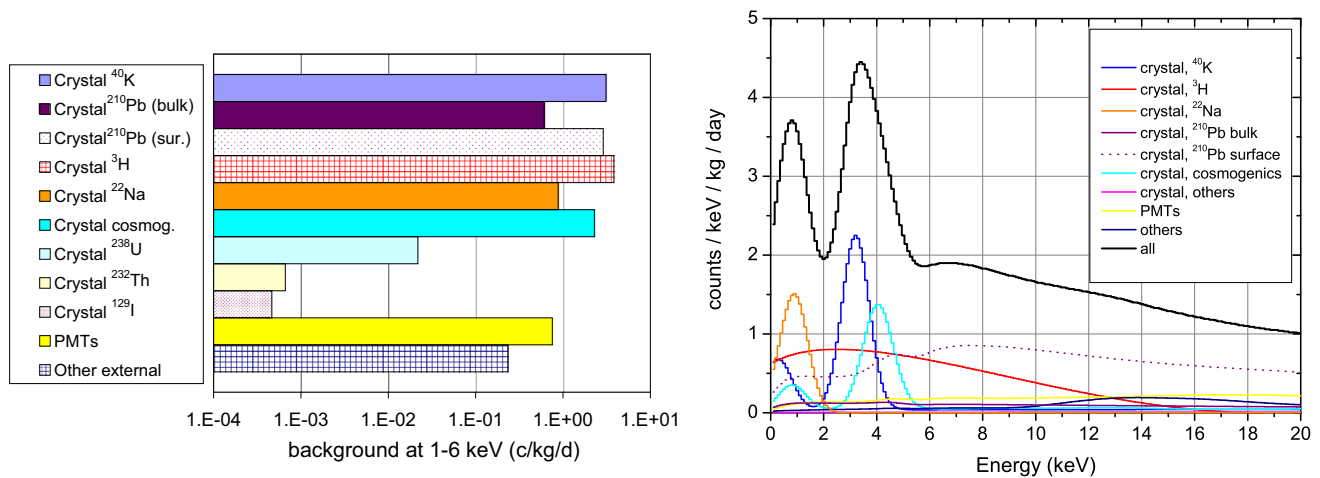 Crystal ⁴⁰K
Crystal²¹⁰Pb (bulk)
Crystal²¹⁰Pb (sur.)
Crystal ³H
Crystal ²²Na
Crystal cosmog.
Crystal ²³⁸U
Crystal ²³²Th
Crystal ¹²⁹I
PMTs
Other external
1.E-04 1.E-03 1.E-02 1.E-01 1.E+00 1.E+01
background at 1-6 keV (c/kg/d)
counts / keV / kg / day
5
4
3
2
1
0
crystal, ⁴⁰K
crystal, ³H
crystal, ²²Na
crystal, ²¹⁰Pb bulk
crystal, ²¹⁰Pb surface
crystal, cosmogenics
crystal, others
PMTs
others
all
0 2 4 6 8 10 12 14 16 18 20
Energy (keV)